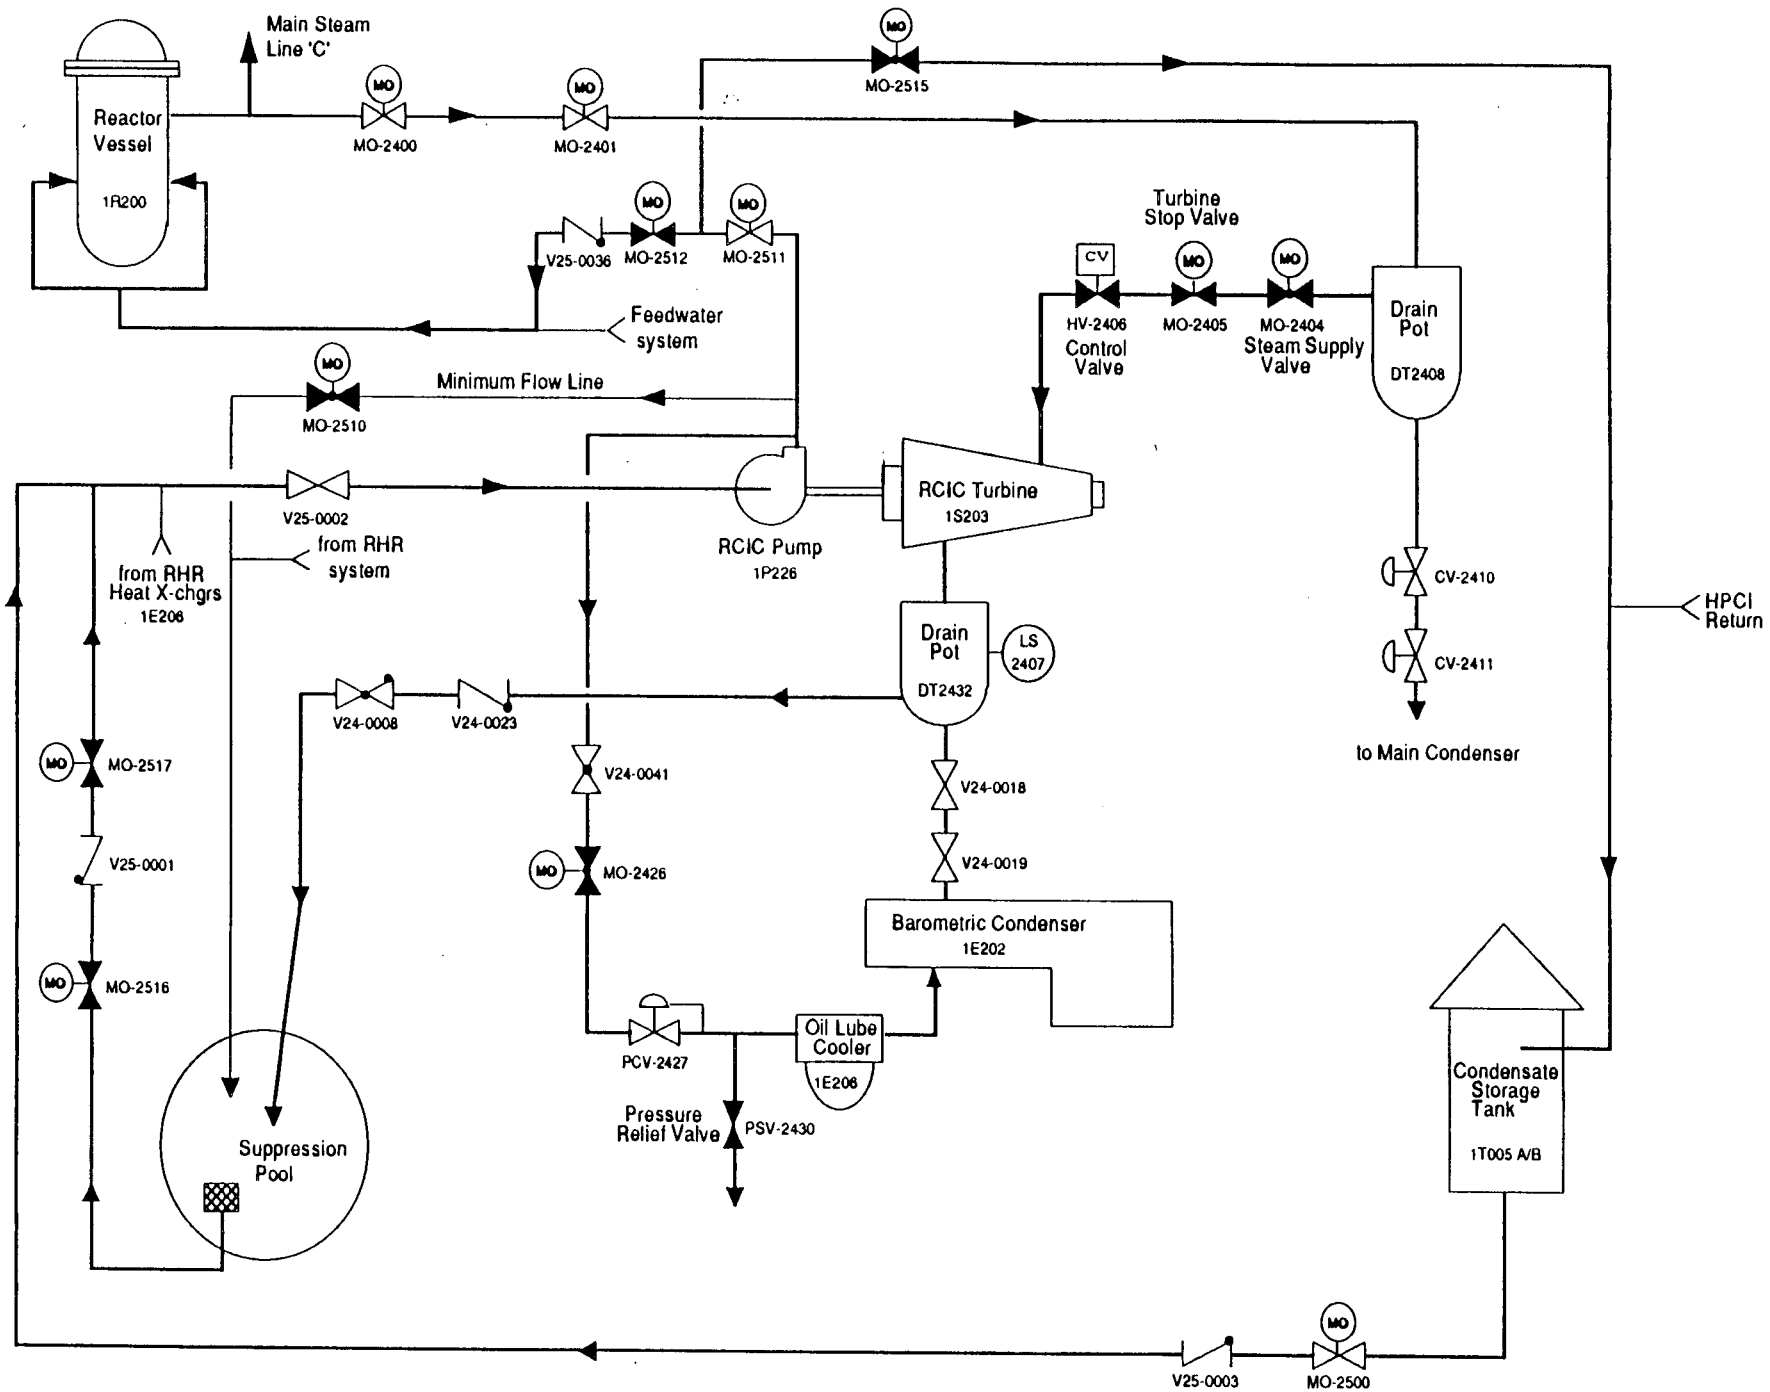 Main Steam
Line 'C'
MO
MO-2515
MO
MO-2400
MO
MO-2401
Reactor
Vessel
1R200
MO
MO-2512
MO
MO-2511
V25-0036
Turbine
Stop Valve
CV
HV-2406
Control
Valve
MO
MO-2405
MO
MO-2404
Steam Supply
Valve
Drain
Pot
DT2408
Feedwater
system
MO
MO-2510
Minimum Flow Line
V25-0002
from RHR
system
from RHR
Heat X-chgrs
1E206
RCIC Pump
1P226
RCIC Turbine
1S203
CV-2410
CV-2411
to Main Condenser
HPCI
Return
Drain
Pot
DT2432
LS
2407
V24-0008
V24-0023
MO
MO-2517
V24-0041
V24-0018
V25-0001
MO
MO-2426
V24-0019
Barometric Condenser
1E202
MO
MO-2516
PCV-2427
Oil Lube
Cooler
1E206
Pressure
Relief Valve
PSV-2430
Suppression
Pool
Condensate
Storage
Tank
1T005 A/B
V25-0003
MO
MO-2500